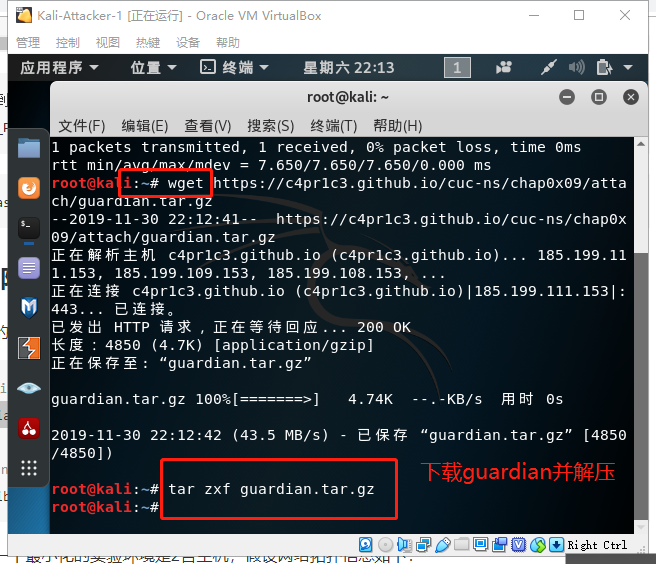 Kali-Attacker-1 [正在运行] - Oracle VM VirtualBox
管理 控制 视图 热键 设备 帮助
应用程序 位置 终端 星期六 22:13 1
root@kali: ~
文件(F) 编辑(E) 查看(V) 搜索(S) 终端(T) 帮助(H)
1 packets transmitted, 1 received, 0% packet loss, time 0ms
rtt min/avg/max/mdev = 7.650/7.650/7.650/0.000 ms
root@kali:~# wget https://c4pr1c3.github.io/cuc-ns/chap0x09/atta
ch/guardian.tar.gz
--2019-11-30 22:12:41-- https://c4pr1c3.github.io/cuc-ns/chap0x
09/attach/guardian.tar.gz
正在解析主机 c4pr1c3.github.io (c4pr1c3.github.io)... 185.199.11
1.153, 185.199.109.153, 185.199.108.153, ...
正在连接 c4pr1c3.github.io (c4pr1c3.github.io)|185.199.111.153|:
443... 已连接。
已发出 HTTP 请求，正在等待回应... 200 OK
长度：4850 (4.7K) [application/gzip]
正在保存至: “guardian.tar.gz”
guardian.tar.gz 100%[=======>] 4.74K --.-KB/s 用时 0s
2019-11-30 22:12:42 (43.5 MB/s) - 已保存 “guardian.tar.gz” [4850
/4850])
root@kali:~# tar zxf guardian.tar.gz
root@kali:~#
下载guardian并解压
Right Ctrl